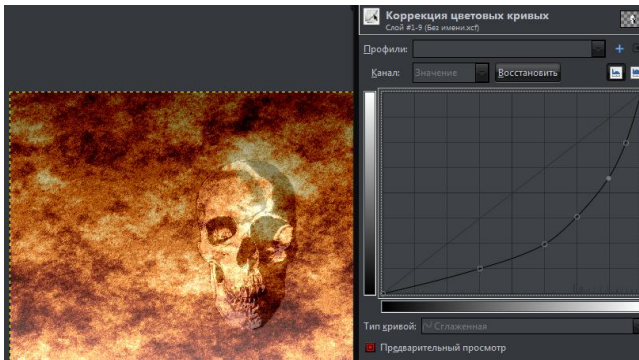 Коррекция цветовых кривых
Слой #1-9 (Без имени.xcf)
Профили:
Канал: Значение Восстановить
Тип кривой: Сглаженная
Предварительный просмотр